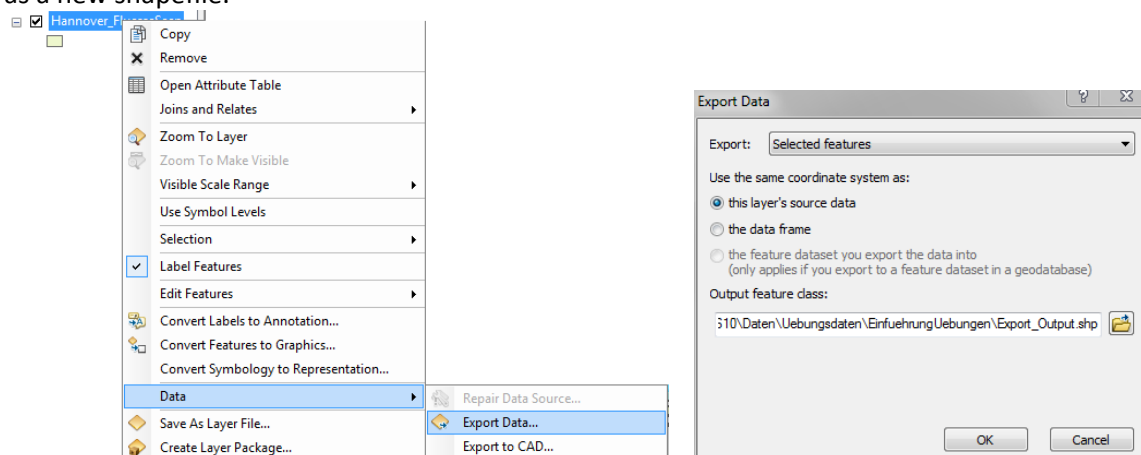 as a new shapefile.
Hannover_
Copy
Remove
Open Attribute Table
Joins and Relates
Zoom To Layer
Zoom To Make Visible
Visible Scale Range
Use Symbol Levels
Selection
Label Features
Edit Features
Convert Labels to Annotation...
Convert Features to Graphics...
Convert Symbology to Representation...
Data
Save As Layer File...
Create Layer Package...
Repair Data Source...
Export Data...
Export to CAD...
Export Data
Export: Selected features
Use the same coordinate system as:
this layer's source data
the data frame
the feature dataset you export the data into
(only applies if you export to a feature dataset in a geodatabase)
Output feature class:
S10\Daten\Uebungsdaten\EinfuehrungUebungen\Export_Output.shp
OK Cancel